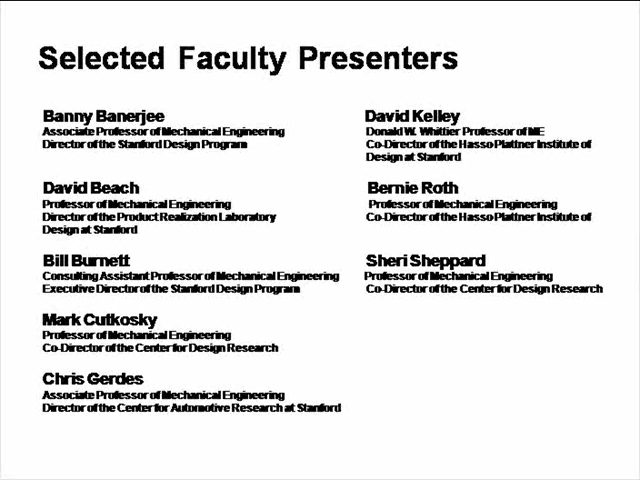 Selected Faculty Presenters
Banny Banerjee
Associate Professor of Mechanical Engineering
Director of the Stanford Design Program
David Beach
Professor of Mechanical Engineering
Director of the Product Realization Laboratory
Design at Stanford
Bill Burnett
Consulting Assistant Professor of Mechanical Engineering
Executive Director of the Stanford Design Program
Mark Cutkosky
Professor of Mechanical Engineering
Co-Director of the Center for Design Research
Chris Gerdes
Associate Professor of Mechanical Engineering
Director of the Center for Automotive Research at Stanford
David Kelley
Donald W. Whittier Professor of ME
Co-Director of the Hasso Plattner Institute of
Design at Stanford
Bernie Roth
Professor of Mechanical Engineering
Co-Director of the Hasso Plattner Institute of
Sheri Sheppard
Professor of Mechanical Engineering
Co-Director of the Center for Design Research